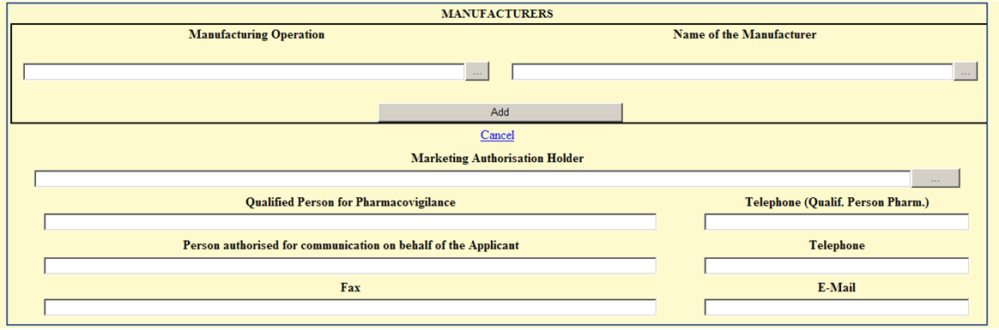 MANUFACTURERS
Manufacturing Operation Name of the Manufacturer
... ...
Add
Cancel
Marketing Authorisation Holder
...
Qualified Person for Pharmacovigilance Telephone (Qualif. Person Pharm.)
Person authorised for communication on behalf of the Applicant Telephone
Fax E-Mail